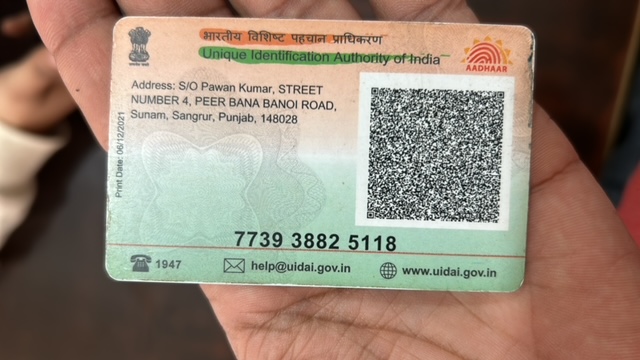 भारतीय विशिष्ट पहचान प्राधिकरण
Unique Identification Authority of India
AADHAAR
Address: S/O Pawan Kumar, STREET
NUMBER 4, PEER BANA BANOI ROAD,
Sunam, Sangrur, Punjab, 148028
Print Date: 06/12/2021
7739 3882 5118
1947
help@uidai.gov.in
www.uidai.gov.in